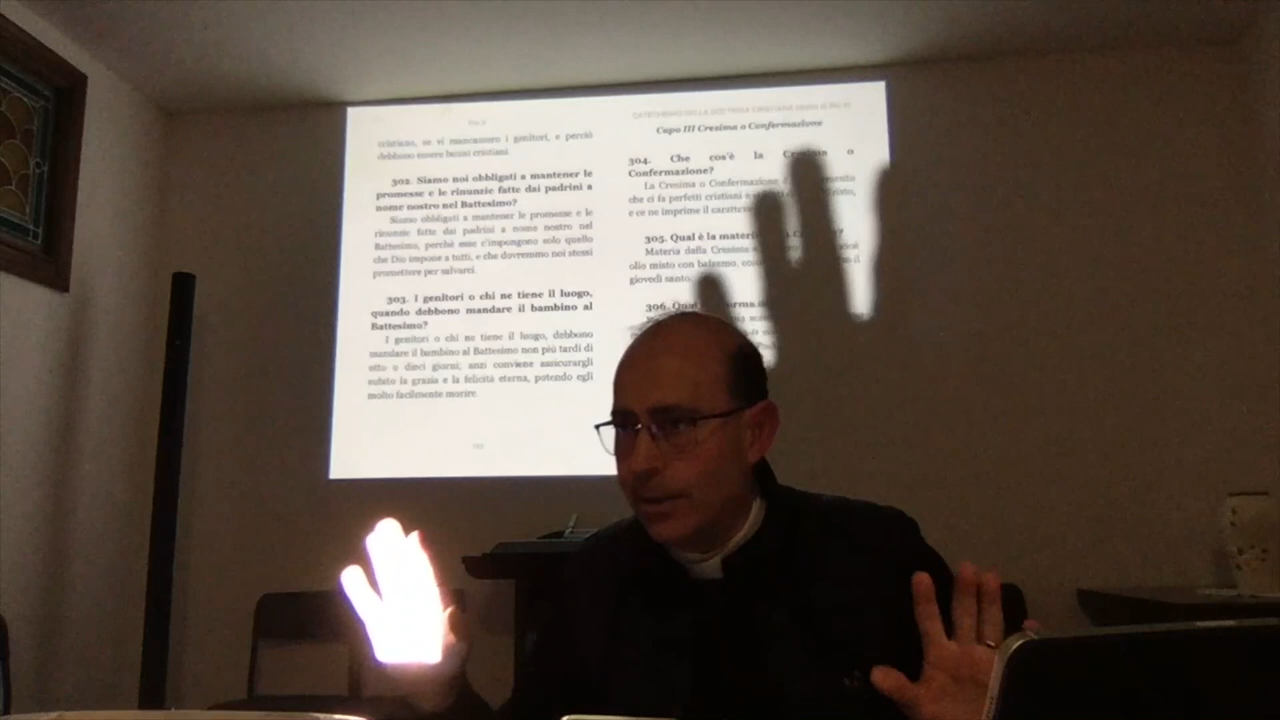 cristiano, se vi mancassero i genitori, e perciò
debbono essere buoni cristiani.
302. Siamo noi obbligati a mantener le
promesse e le rinunzie fatte dai padrini a
nome nostro nel Battesimo?
Siamo obbligati a mantener le promesse e le
rinunzie fatte dai padrini a nome nostro nel
Battesimo, perchè esse c'impongono solo quello
che Dio impone a tutti, e che dovremmo noi stessi
promettere per salvarci.
303. I genitori o chi ne tiene il luogo,
quando debbono mandare il bambino al
Battesimo?
I genitori o chi ne tiene il luogo, debbono
mandare il bambino al Battesimo non più tardi di
otto o dieci giorni; anzi conviene assicurargli
subito la grazia e la felicità eterna, potendo egli
molto facilmente morire.
CATECHISMO DELLA DOTTRINA CRISTIANA
Capo III Cresima o Confermazione
304. Che cos'è la Cresima o
Confermazione?
La Cresima o Confermazione
che ci fa perfetti cristiani e
e ce ne imprime il carattere
305. Qual è la materia
Materia della Cresima
olio misto con balsamo,
giovedì santo.
306.